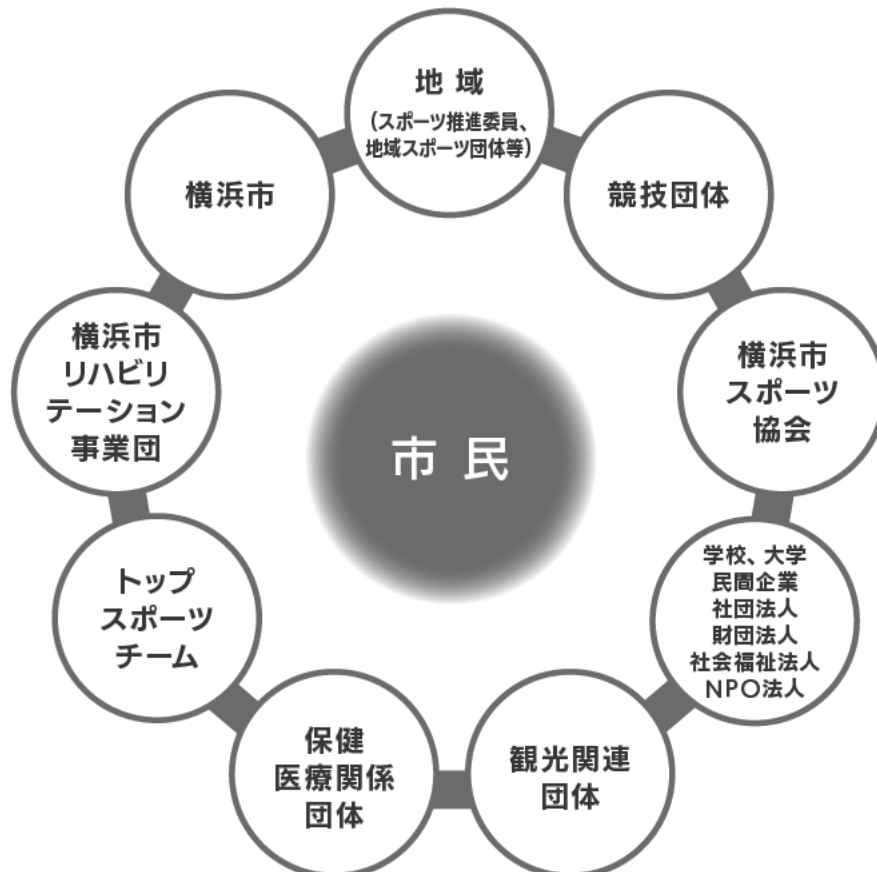 地 域
(スポーツ推進委員、
地域スポーツ団体等)
競技団体
横浜市
スポーツ
協会
学校、大学
民間企業
社団法人
財団法人
社会福祉法人
NPO法人
観光関連
団体
保健
医療関係
団体
トップ
スポーツ
チーム
横浜市
リハビリ
テーション
事業団
横浜市
市 民